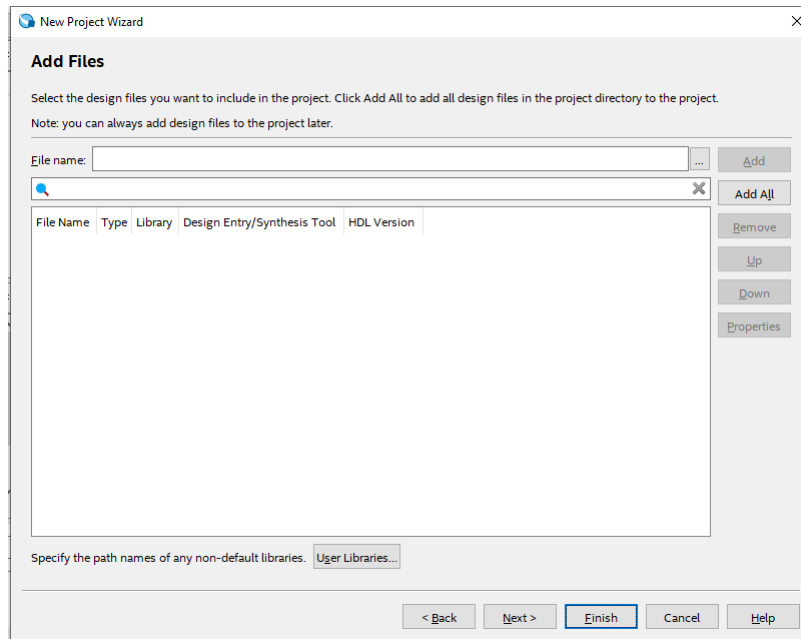 New Project Wizard
Add Files
Select the design files you want to include in the project. Click Add All to add all design files in the project directory to the project.
Note: you can always add design files to the project later.
File name: ... Add
Add All
File Name Type Library Design Entry/Synthesis Tool HDL Version
Remove
Up
Down
Properties
Specify the path names of any non-default libraries. User Libraries...
< Back Next > Finish Cancel Help